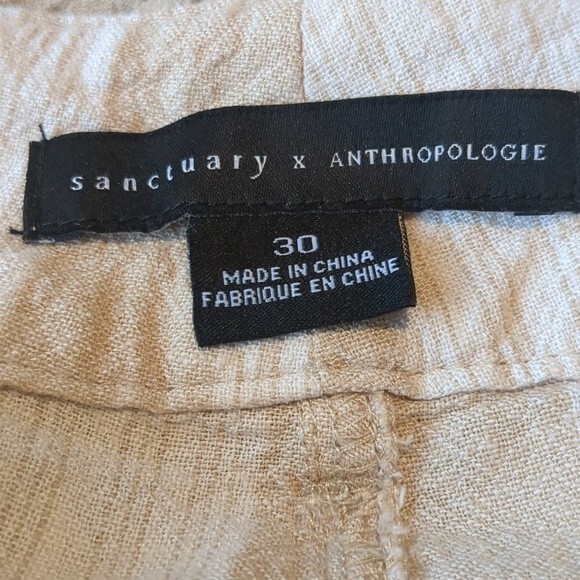 sanctuary x ANTHROPOLOGIE
30
MADE IN CHINA
FABRIQUE EN CHINE